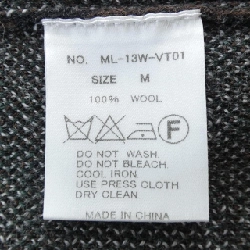 NO. ML-13W-VT01
SIZE M
100% WOOL
F
DO NOT WASH.
DO NOT BLEACH.
COOL IRON.
USE PRESS CLOTH
DRY CLEAN
MADE IN CHINA